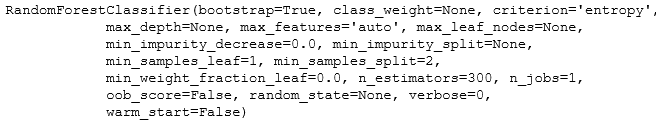 RandomForestClassifier(bootstrap=True, class_weight=None, criterion='entropy',
max_depth=None, max_features='auto', max_leaf_nodes=None,
min_impurity_decrease=0.0, min_impurity_split=None,
min_samples_leaf=1, min_samples_split=2,
min_weight_fraction_leaf=0.0, n_estimators=300, n_jobs=1,
oob_score=False, random_state=None, verbose=0,
warm_start=False)